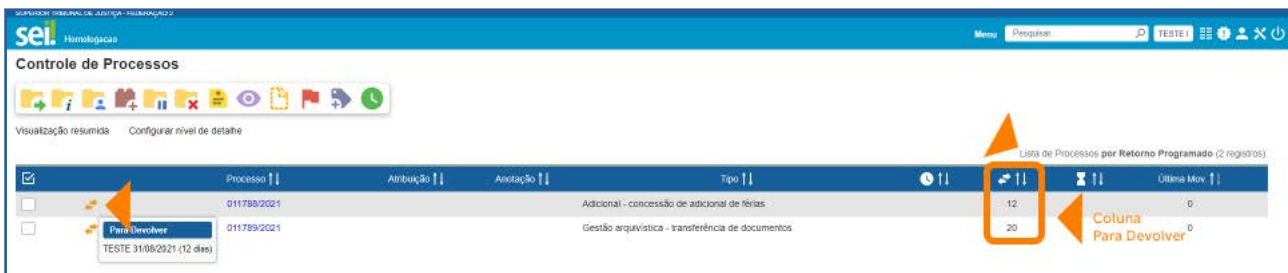 SUPERIOR TRIBUNAL DE JUSTIÇA - FEDERAÇÃO 2
sei! Homologacao Menu Pesquisar... TESTE I
Controle de Processos
Visualização resumida Configurar nível de detalhe
Lista de Processos por Retorno Programado (2 registros):
Processo Atribuição Anotação Tipo Última Mov.
011788/2021 Adicional - concessão de adicional de férias 12 0
011789/2021 Gestão arquivística - transferência de documentos 20 0
Para Devolver
TESTE 31/08/2021 (12 dias)
Coluna
Para Devolver